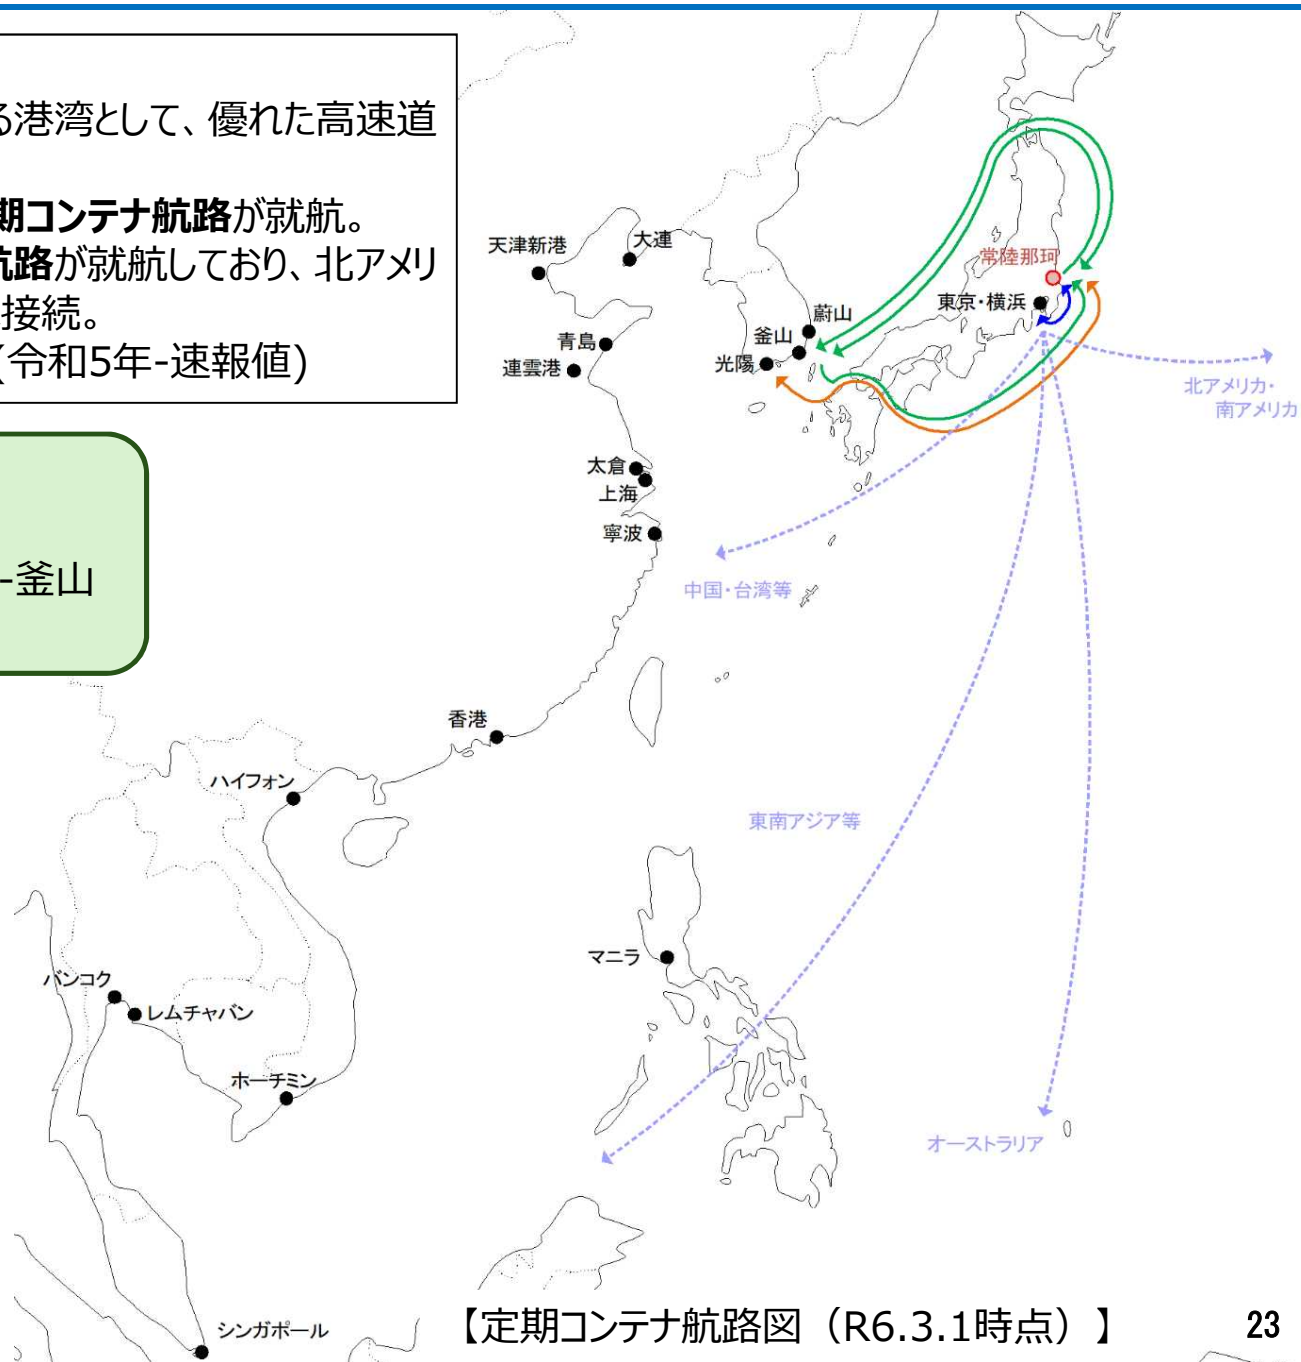 る港湾として、優れた高速道
期コンテナ航路が就航。
航路が就航しており、北アメリ
接続。
(令和5年-速報値)
-釜山
天津新港
大連
青島
連雲港
蔚山
釜山
光陽
常陸那珂
東京・横浜
北アメリカ・
南アメリカ
太倉
上海
寧波
中国・台湾等
香港
ハイフォン
東南アジア等
マニラ
バンコク
レムチャバン
ホーチミン
オーストラリア
シンガポール
【定期コンテナ航路図（R6.3.1時点）】
23